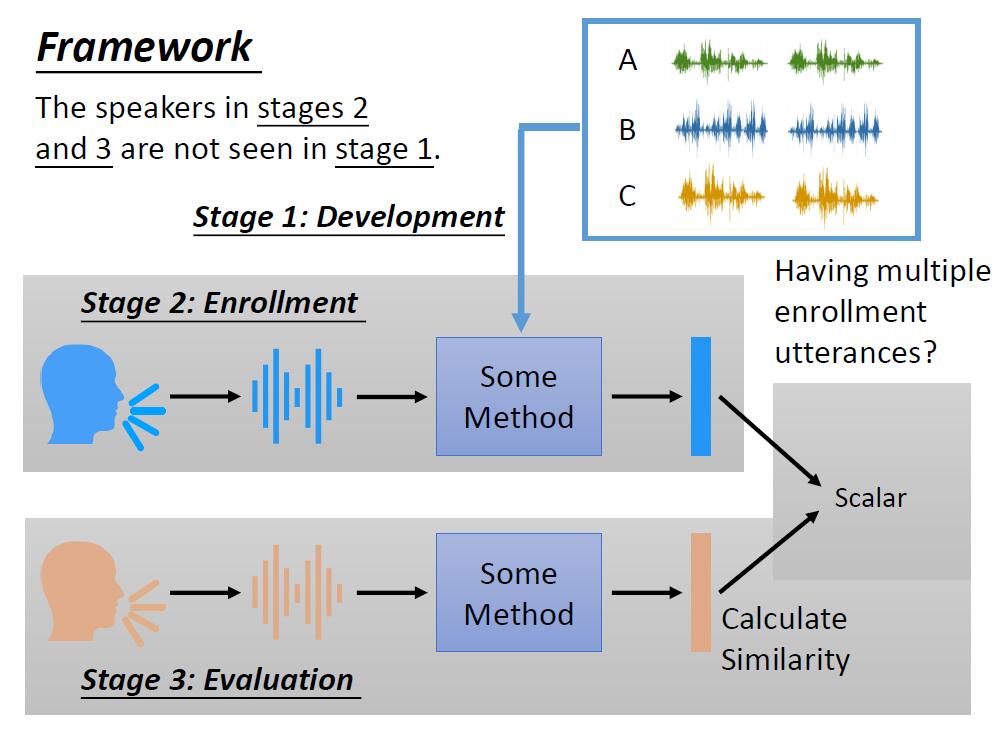 Framework
The speakers in stages 2
and 3 are not seen in stage 1.
A
B
C
Stage 1: Development
Having multiple
enrollment
utterances?
Stage 2: Enrollment
Some
Method
Scalar
Some
Method
Calculate
Similarity
Stage 3: Evaluation